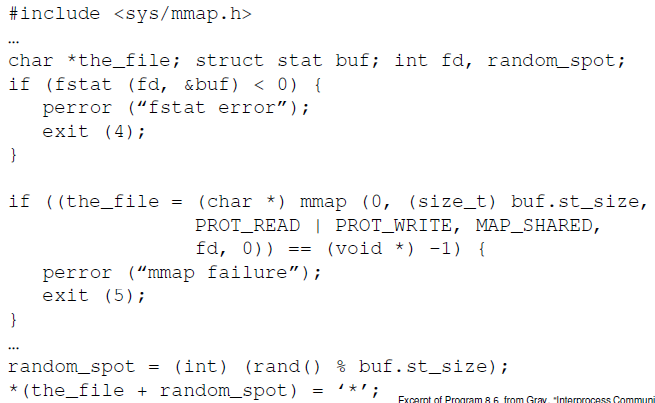 #include <sys/mmap.h>
…
char *the_file; struct stat buf; int fd, random_spot;
if (fstat (fd, &buf) < 0) {
perror (“fstat error”);
exit (4);
}
if ((the_file = (char *) mmap (0, (size_t) buf.st_size,
PROT_READ | PROT_WRITE, MAP_SHARED,
fd, 0)) == (void *) -1) {
perror (“mmap failure”);
exit (5);
}
…
random_spot = (int) (rand() % buf.st_size);
*(the_file + random_spot) = ‘*’;
Excerpt of Program 8.6, from Gray, "Interprocess Communi